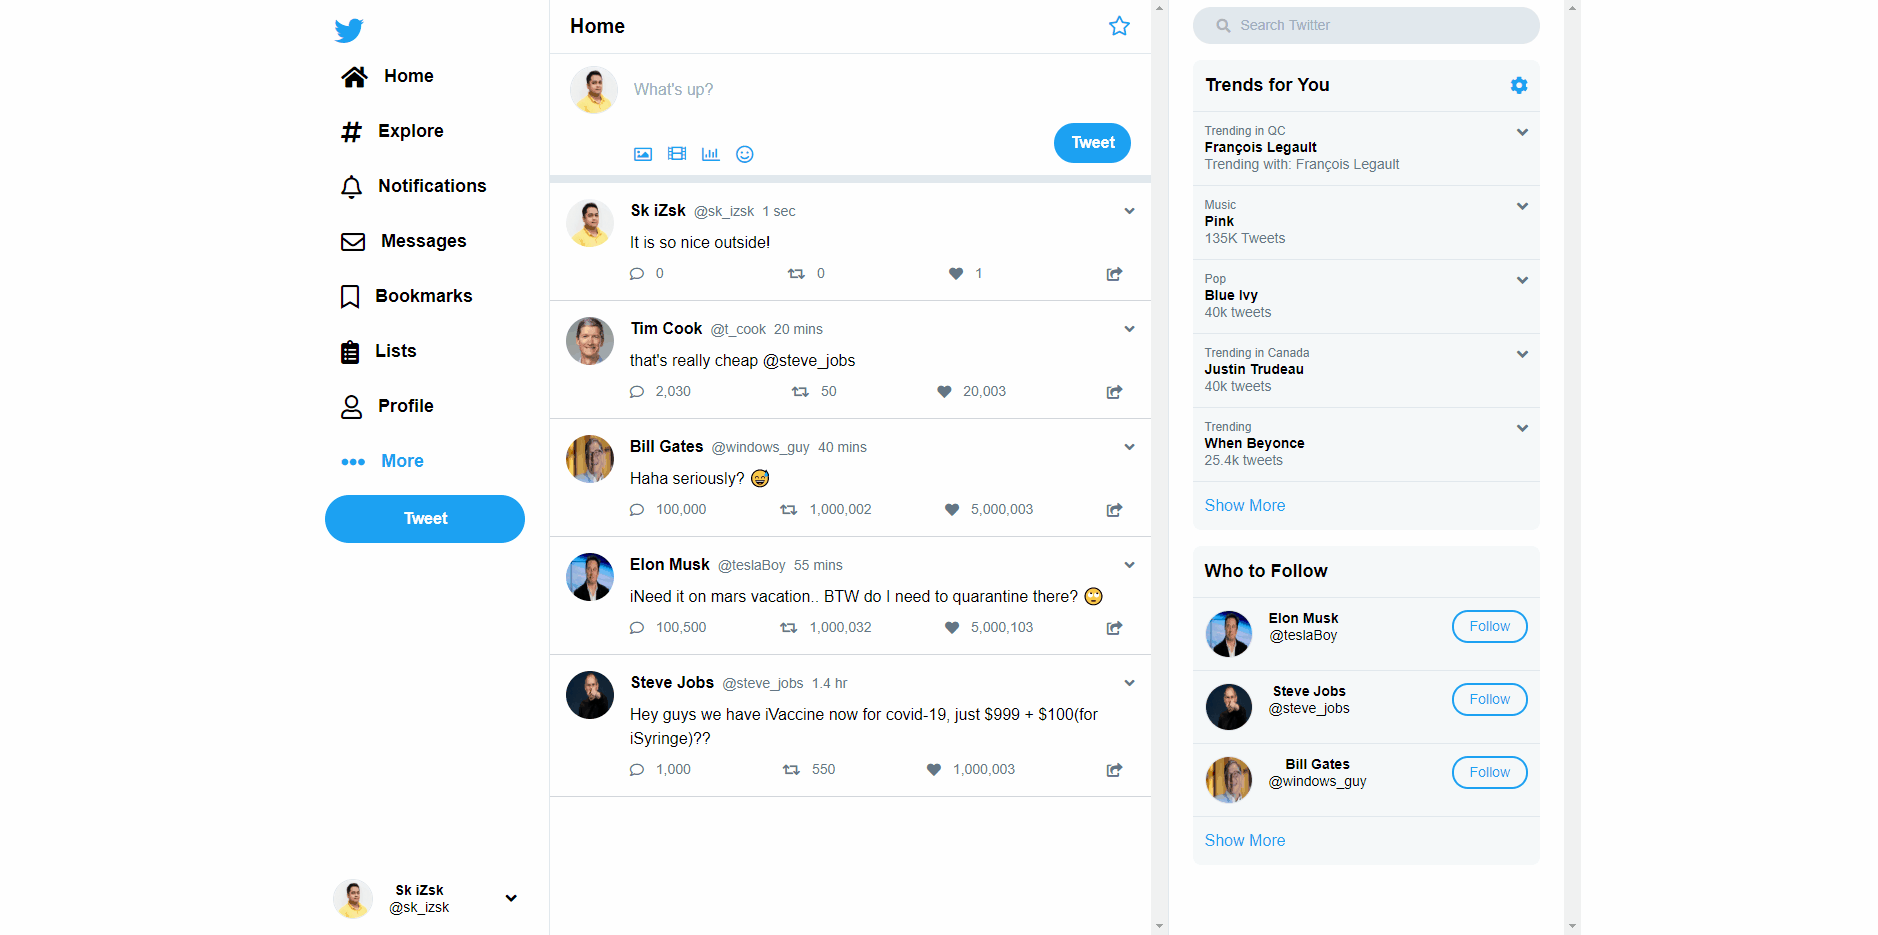 Home
Explore
Notifications
Messages
Bookmarks
Lists
Profile
More
Tweet
Sk iZsk
@sk_izsk
Home
What's up?
Tweet
Sk iZsk @sk_izsk 1 sec
It is so nice outside!
0 0 1
Tim Cook @t_cook 20 mins
that's really cheap @steve_jobs
2,030 50 20,003
Bill Gates @windows_guy 40 mins
Haha seriously? 😅
100,000 1,000,002 5,000,003
Elon Musk @teslaBoy 55 mins
iNeed it on mars vacation.. BTW do I need to quarantine there? 🙄
100,500 1,000,032 5,000,103
Steve Jobs @steve_jobs 1.4 hr
Hey guys we have iVaccine now for covid-19, just $999 + $100(for
iSyringe)??
1,000 550 1,000,003
Search Twitter
Trends for You
Trending in QC
François Legault
Trending with: François Legault
Music
Pink
135K Tweets
Pop
Blue Ivy
40k tweets
Trending in Canada
Justin Trudeau
40k tweets
Trending
When Beyonce
25.4k tweets
Show More
Who to Follow
Elon Musk
@teslaBoy
Follow
Steve Jobs
@steve_jobs
Follow
Bill Gates
@windows_guy
Follow
Show More